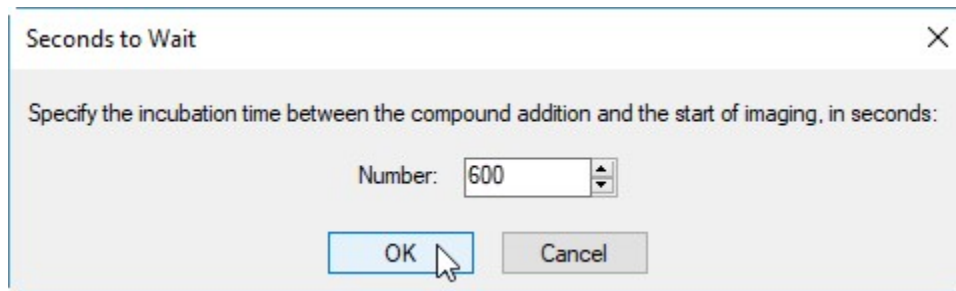 Seconds to Wait
Specify the incubation time between the compound addition and the start of imaging, in seconds:
Number: 600
OK Cancel